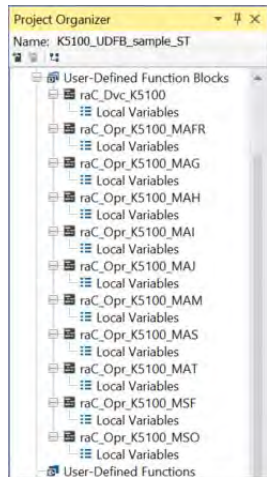 Project Organizer
Name: K5100_UDFB_sample_ST
User-Defined Function Blocks
raC_Dvc_K5100
Local Variables
raC_Opr_K5100_MAFR
Local Variables
raC_Opr_K5100_MAG
Local Variables
raC_Opr_K5100_MAH
Local Variables
raC_Opr_K5100_MAI
Local Variables
raC_Opr_K5100_MAJ
Local Variables
raC_Opr_K5100_MAM
Local Variables
raC_Opr_K5100_MAS
Local Variables
raC_Opr_K5100_MAT
Local Variables
raC_Opr_K5100_MSF
Local Variables
raC_Opr_K5100_MSO
Local Variables
User-Defined Functions